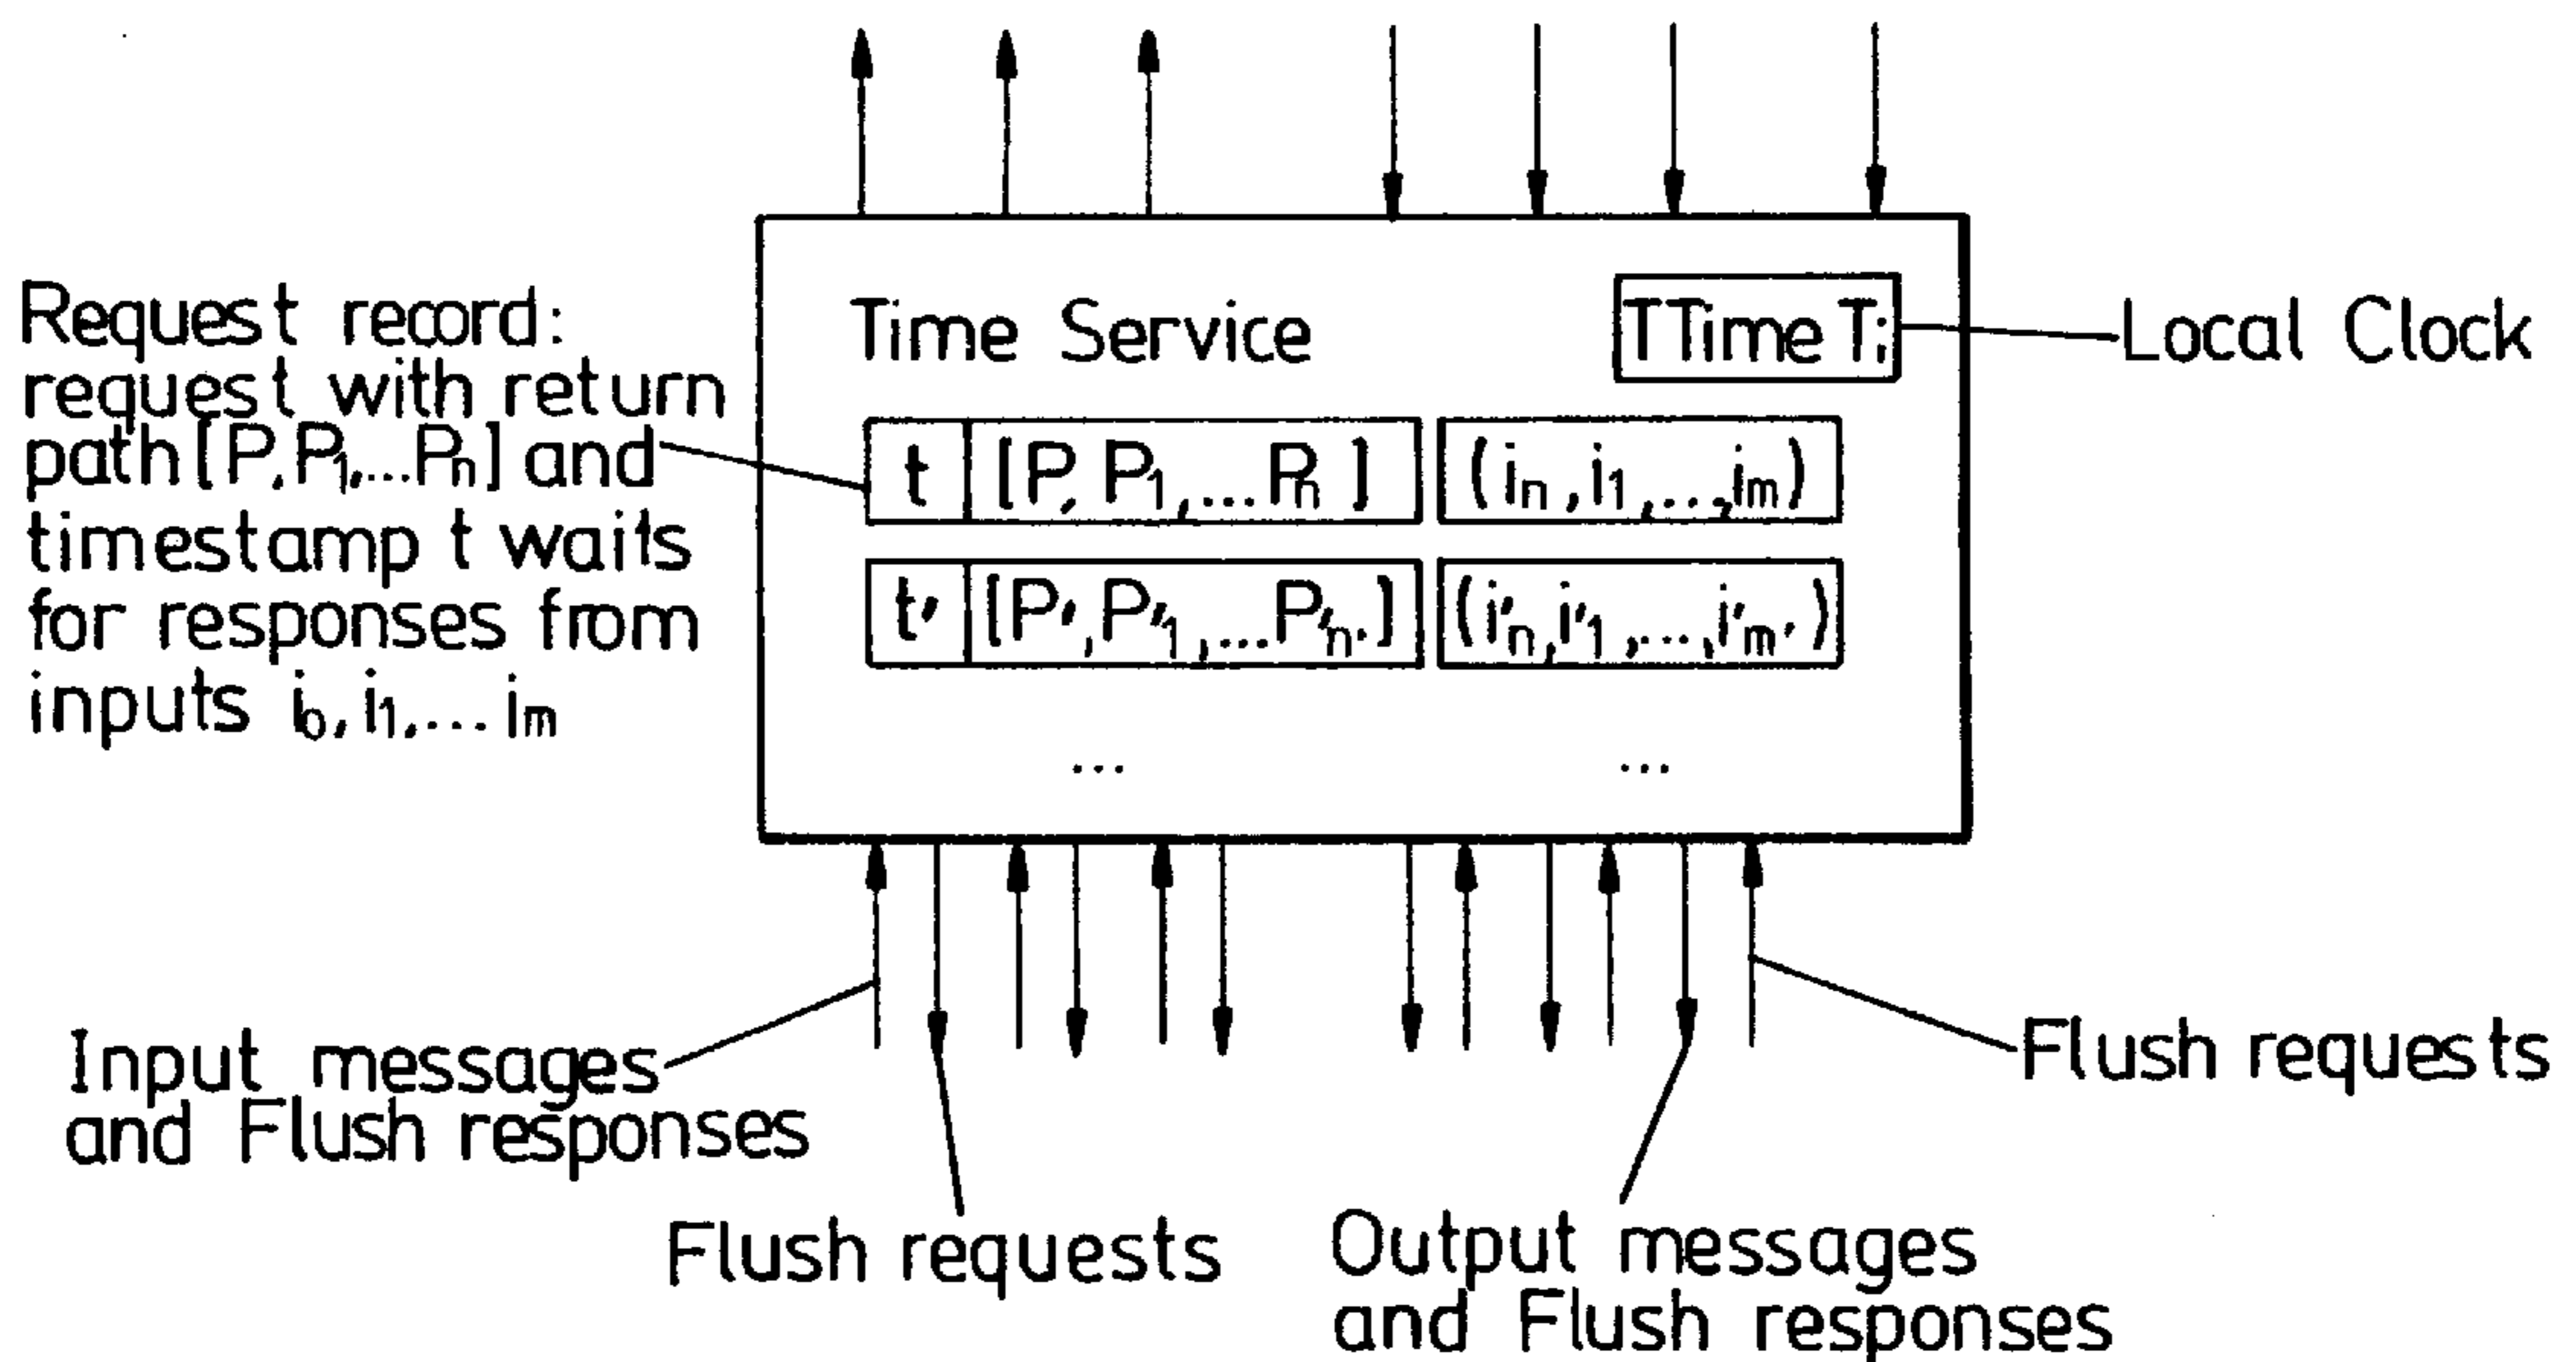 Request record:
request with return
path [P, P₁,...Pₙ] and
timestamp t waits
for responses from
inputs i₀, i₁,... iₘ
Time Service
TTime T;
Local Clock
t [P, P₁,...Pₙ ] (iₙ,i₁,...,iₘ)
t' [P',P'₁,...P'ₙ'] (i'ₙ,i'₁,...,i'ₘ')
... ...
Input messages
and Flush responses
Flush requests
Output messages
and Flush responses
Flush requests